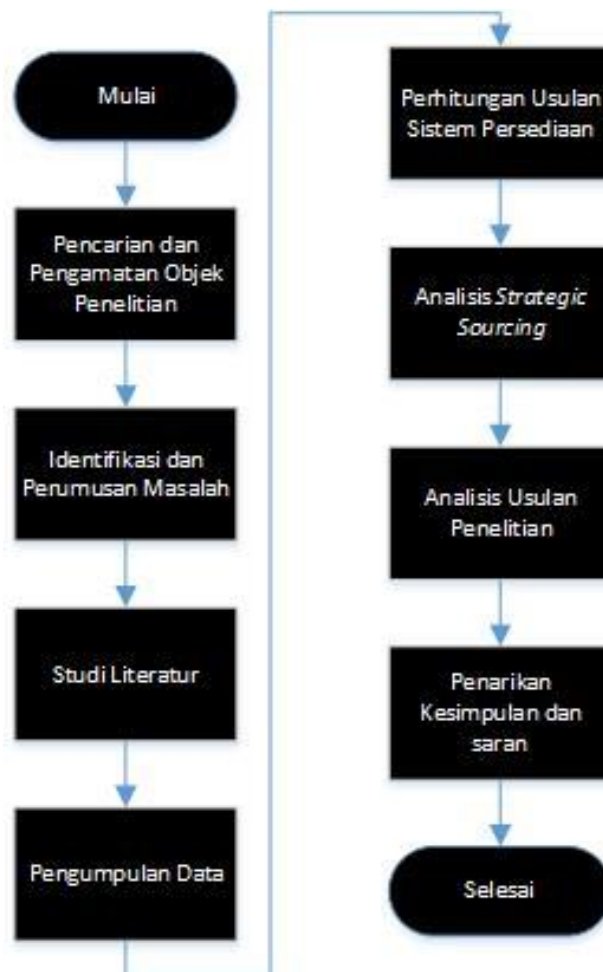 Mulai
Pencarian dan
Pengamatan Objek
Penelitian
Identifikasi dan
Perumusan Masalah
Studi Literatur
Pengumpulan Data
Perhitungan Usulan
Sistem Persediaan
Analisis Strategic
Sourcing
Analisis Usulan
Penelitian
Penarikan
Kesimpulan dan
saran
Selesai